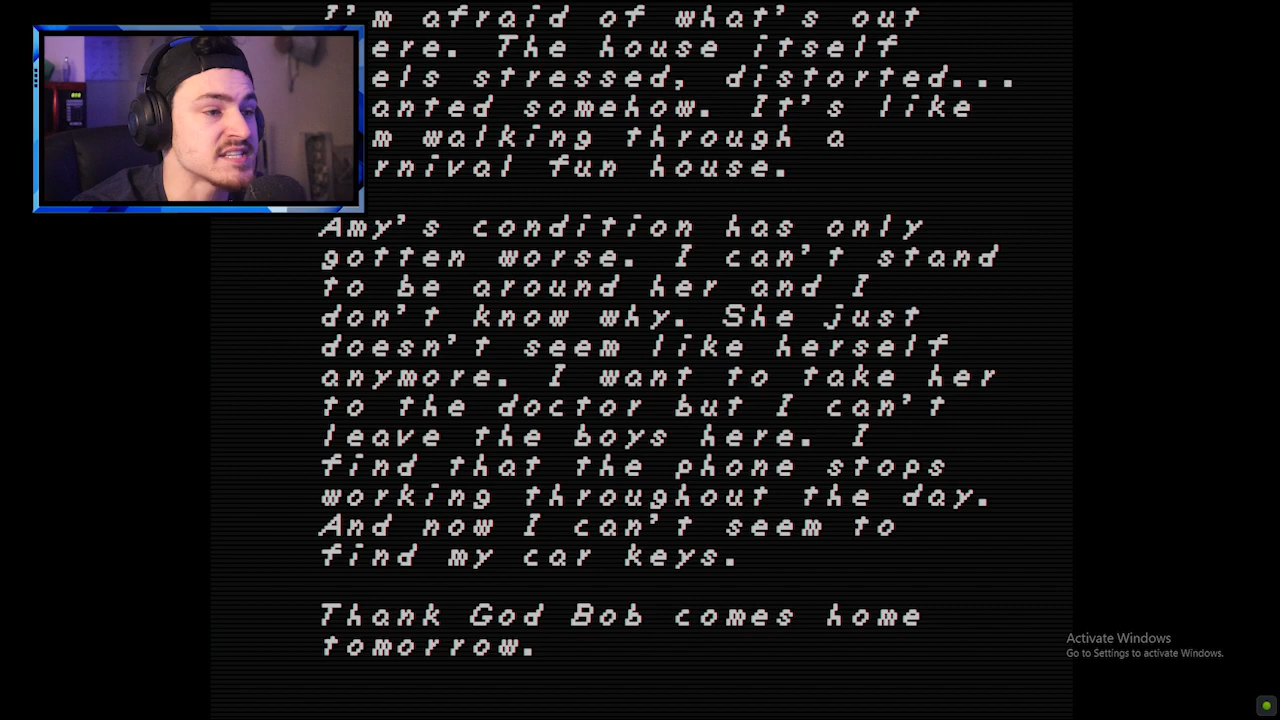 I'm afraid of what's out
ere. The house itself
els stressed, distorted...
anted somehow. It's like
m walking through a
rnival fun house.
Amy's condition has only
gotten worse. I can't stand
to be around her and I
don't know why. She just
doesn't seem like herself
anymore. I want to take her
to the doctor but I can't
leave the boys here. I
find that the phone stops
working throughout the day.
And now I can't seem to
find my car keys.
Thank God Bob comes home
tomorrow.
Activate Windows
Go to Settings to activate Windows.